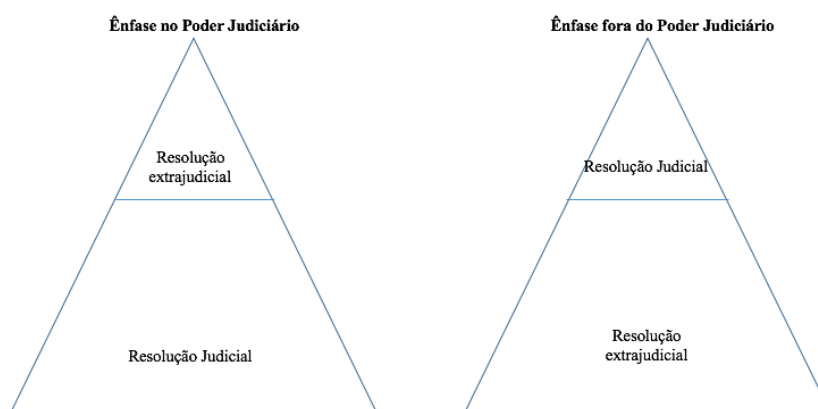 Ênfase no Poder Judiciário
Resolução
extrajudicial
Resolução Judicial
Ênfase fora do Poder Judiciário
Resolução Judicial
Resolução
extrajudicial